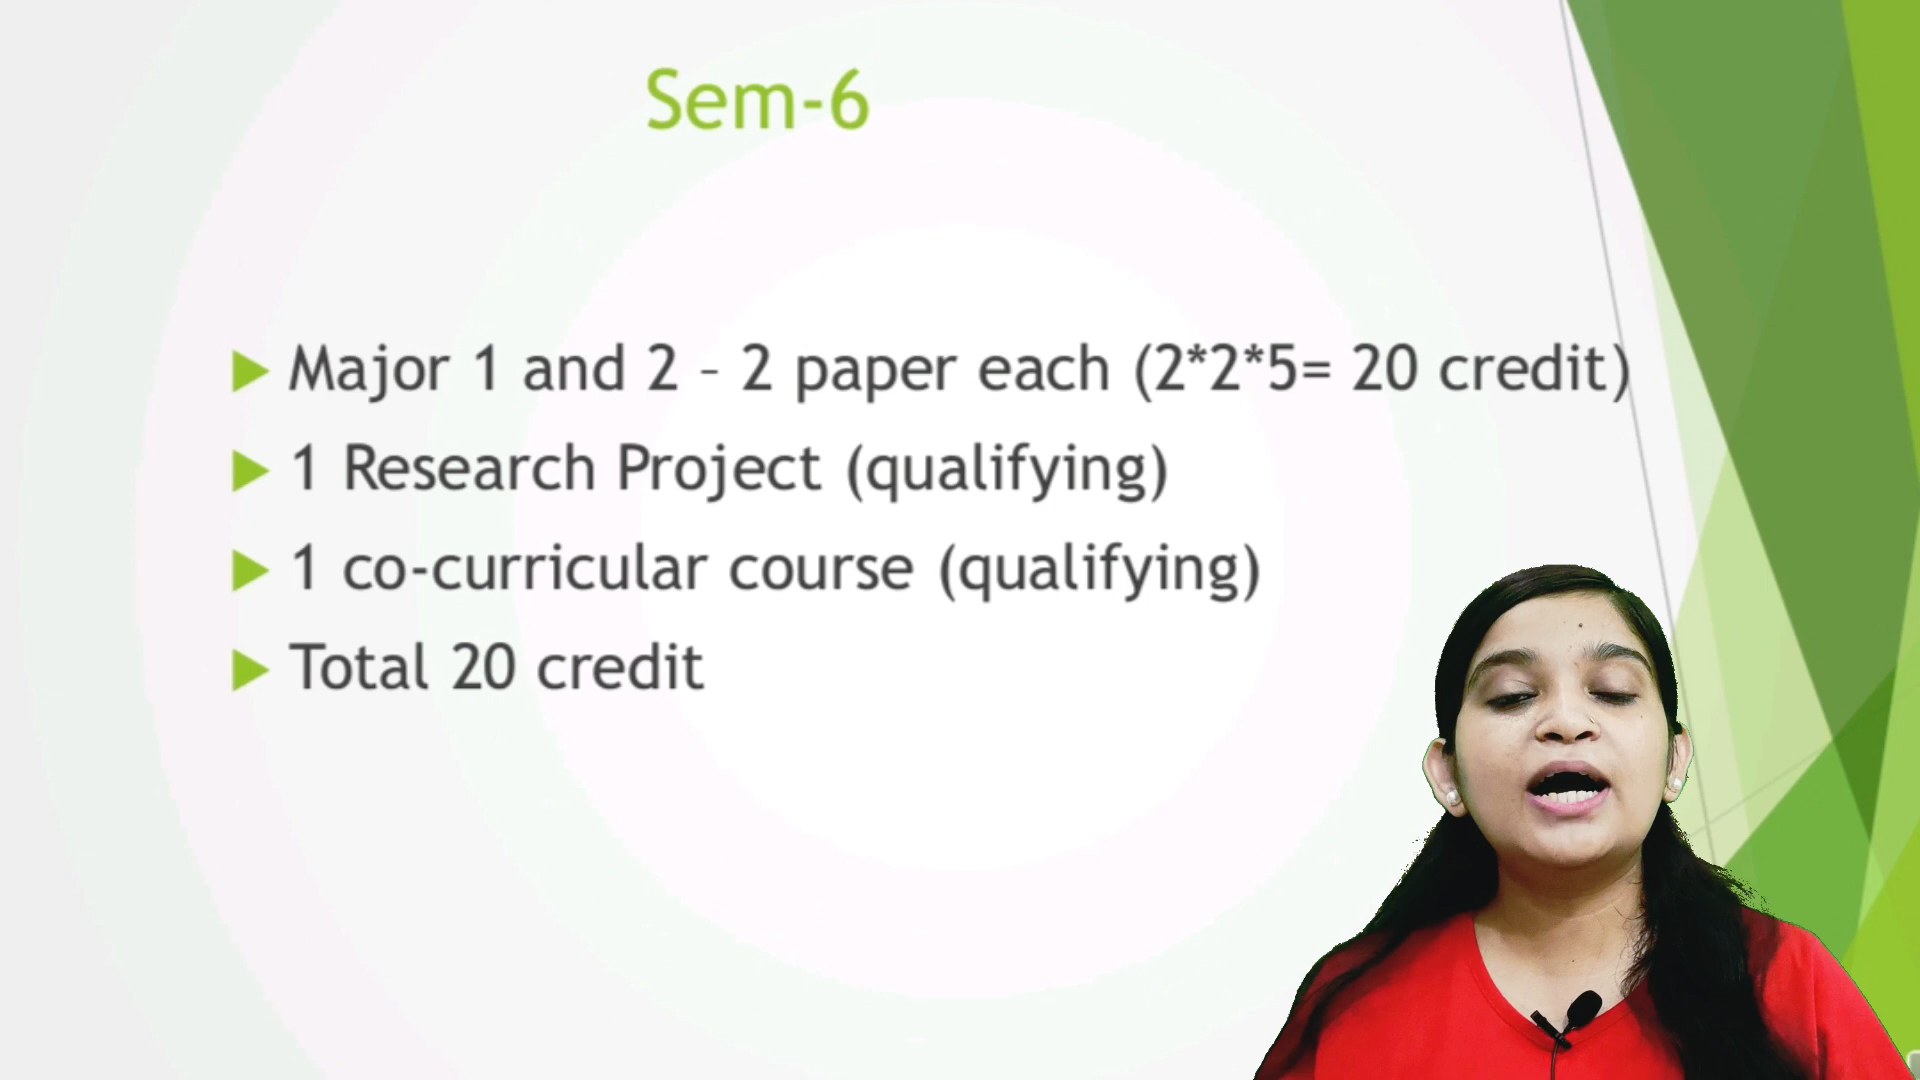 Sem-6
Major 1 and 2 – 2 paper each (2*2*5= 20 credit)
1 Research Project (qualifying)
1 co-curricular course (qualifying)
Total 20 credit